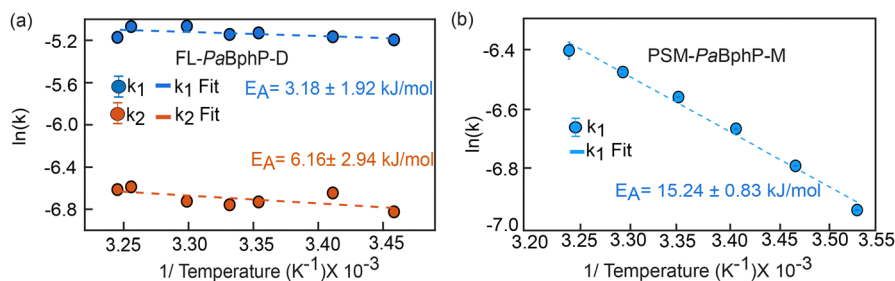 (a)
FL-PaBphP-D
k1 k1 Fit
k2 k2 Fit
EA= 3.18 ± 1.92 kJ/mol
EA= 6.16± 2.94 kJ/mol
ln(k)
-5.2
-5.6
-6.0
-6.4
-6.8
3.25 3.30 3.35 3.40 3.45
1/ Temperature (K-1)X 10-3
(b)
PSM-PaBphP-M
k1
k1 Fit
EA= 15.24 ± 0.83 kJ/mol
ln(k)
-6.4
-6.6
-6.8
-7.0
3.20 3.25 3.30 3.35 3.40 3.45 3.50 3.55
1/ Temperature (K-1)X 10-3